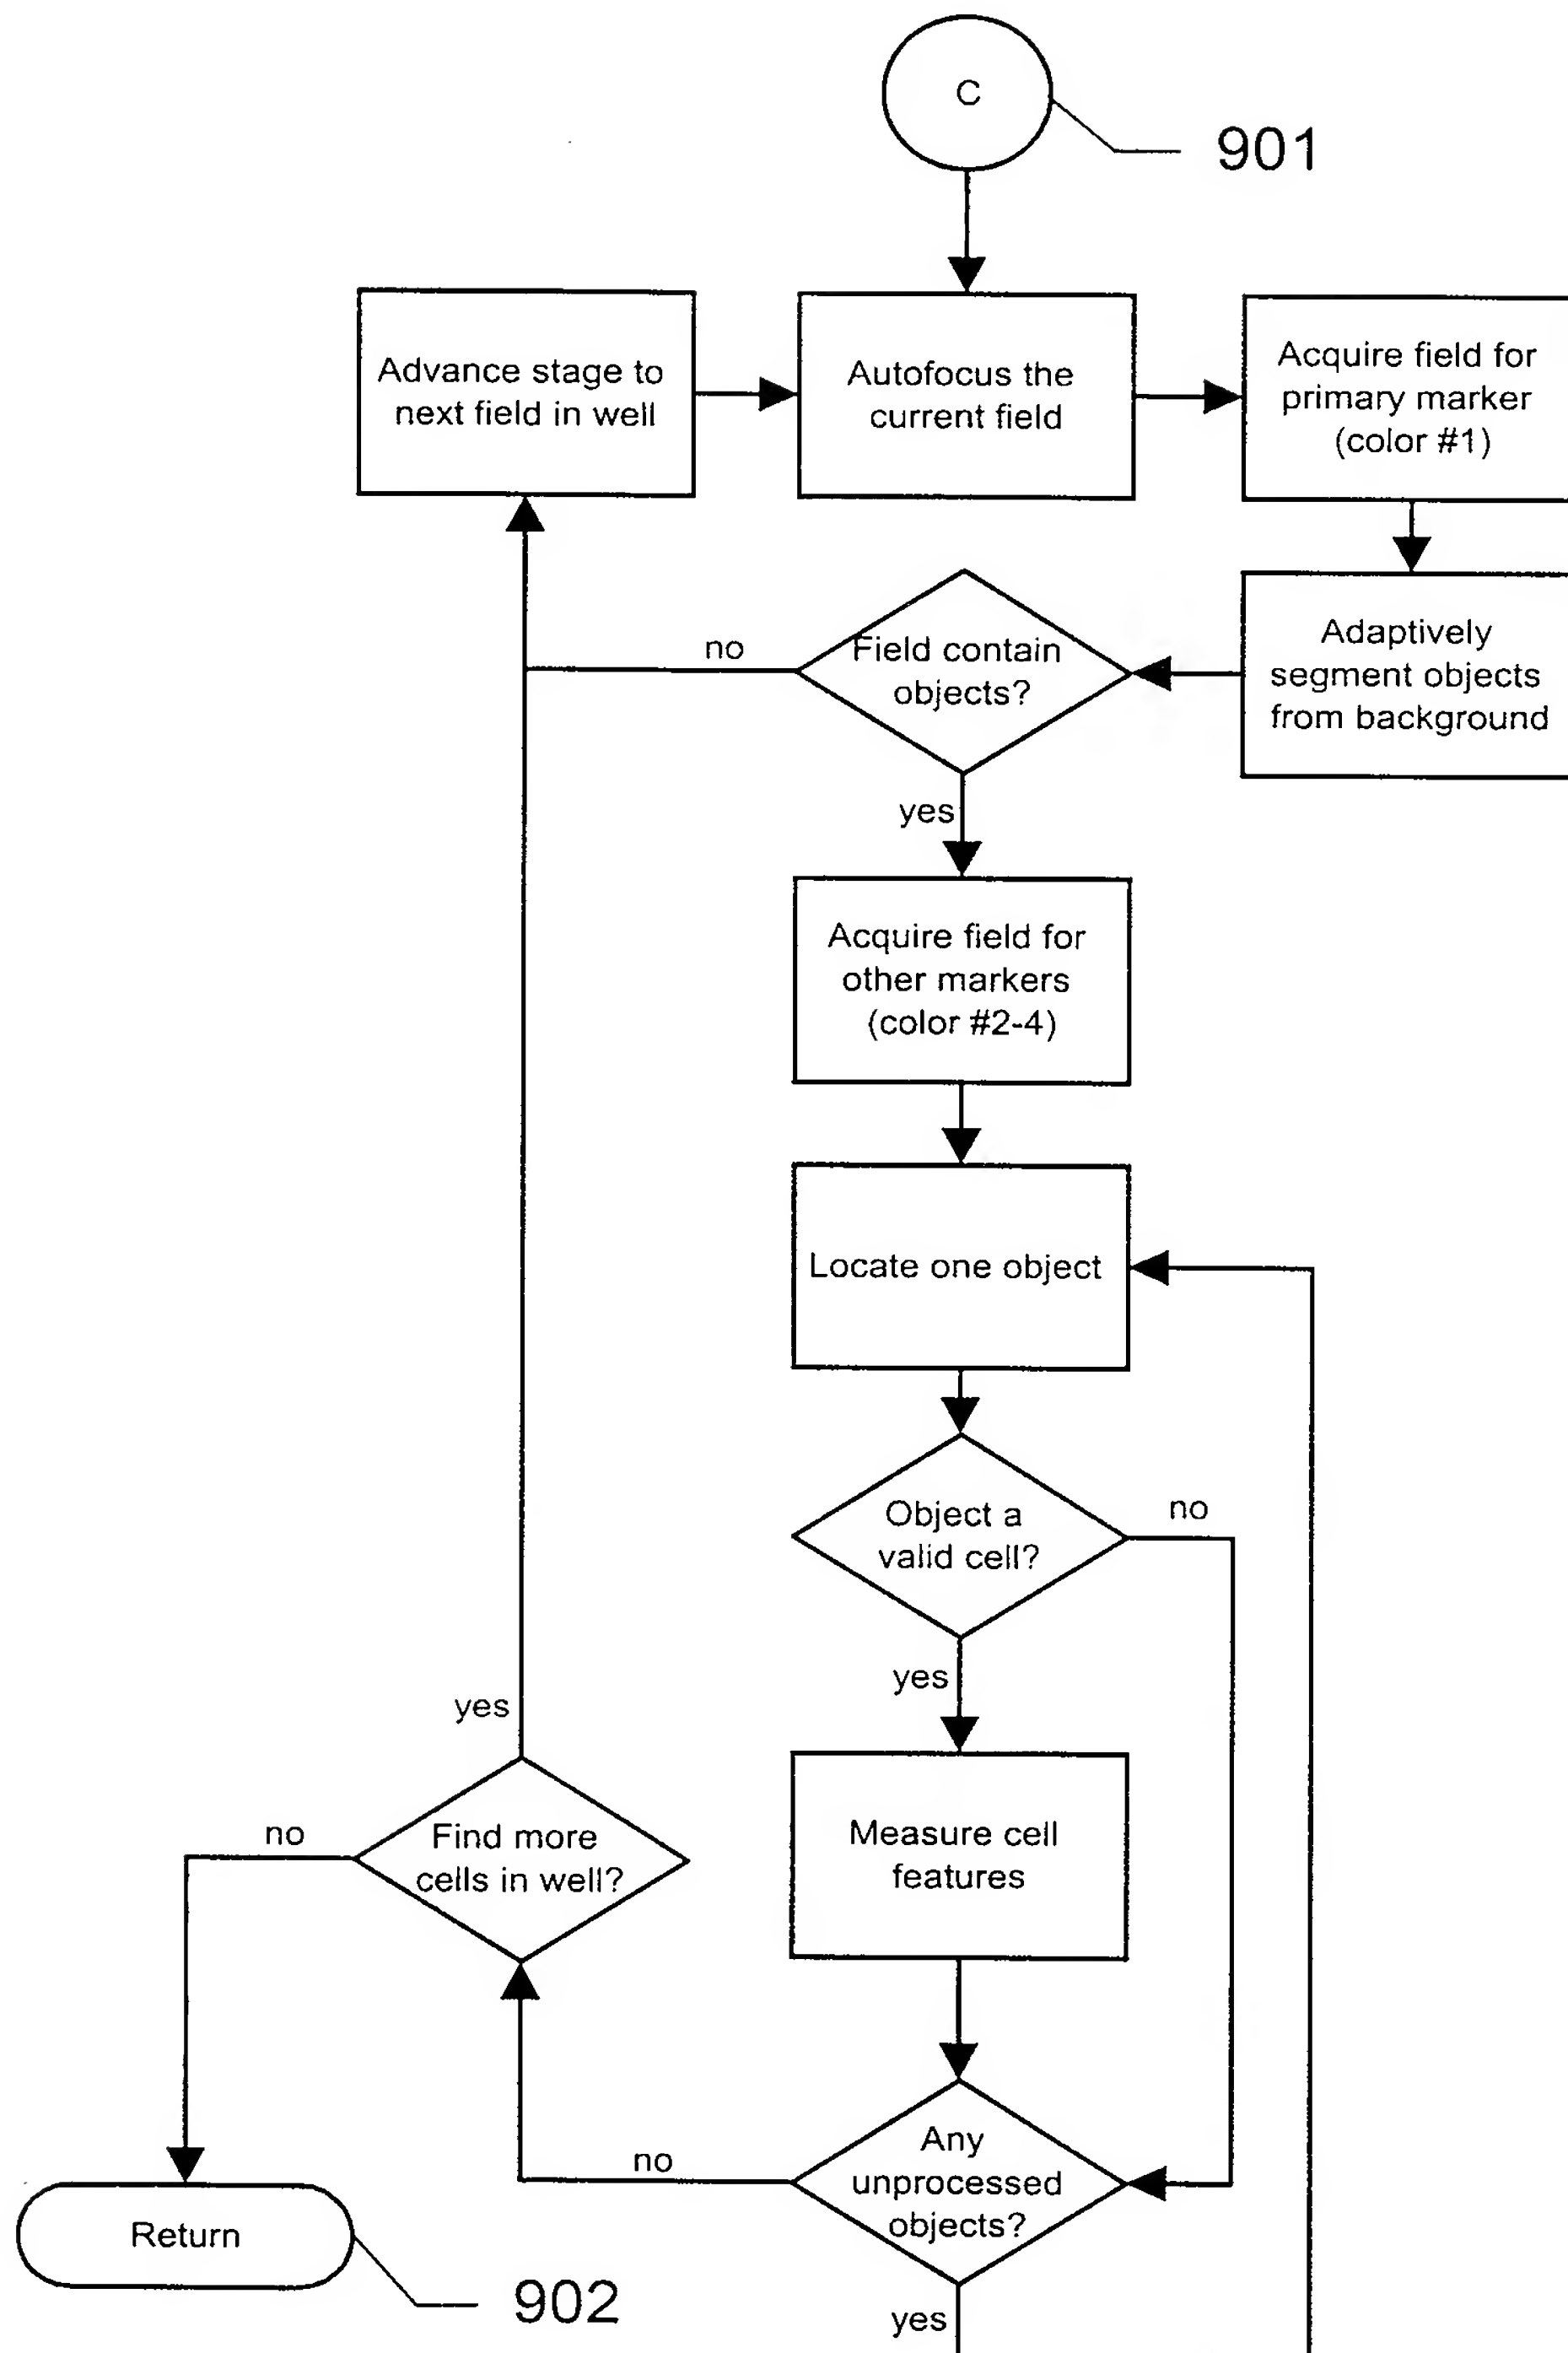 C
901
Advance stage to
next field in well
Autofocus the
current field
Acquire field for
primary marker
(color #1)
no
Field contain
objects?
Adaptively
segment objects
from background
yes
Acquire field for
other markers
(color #2-4)
Locate one object
Object a
valid cell?
no
yes
yes
Measure cell
features
no
Find more
cells in well?
Any
unprocessed
objects?
no
Return
902
yes